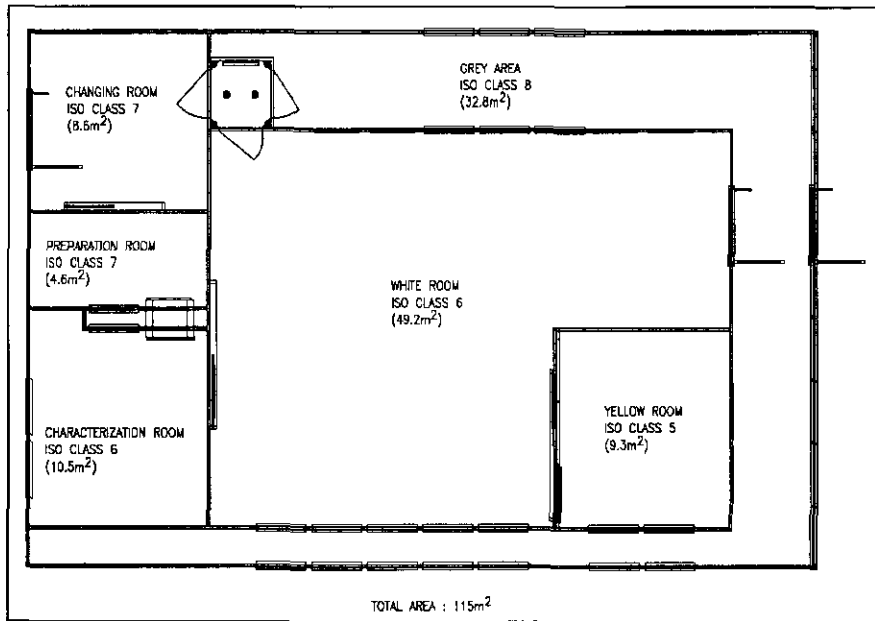 CHANGING ROOM
ISO CLASS 7
(8.6m²)
GREY AREA
ISO CLASS 8
(32.8m²)
PREPARATION ROOM
ISO CLASS 7
(4.6m²)
WHITE ROOM
ISO CLASS 6
(49.2m²)
CHARACTERIZATION ROOM
ISO CLASS 6
(10.5m²)
YELLOW ROOM
ISO CLASS 5
(9.3m²)
TOTAL AREA : 115m²